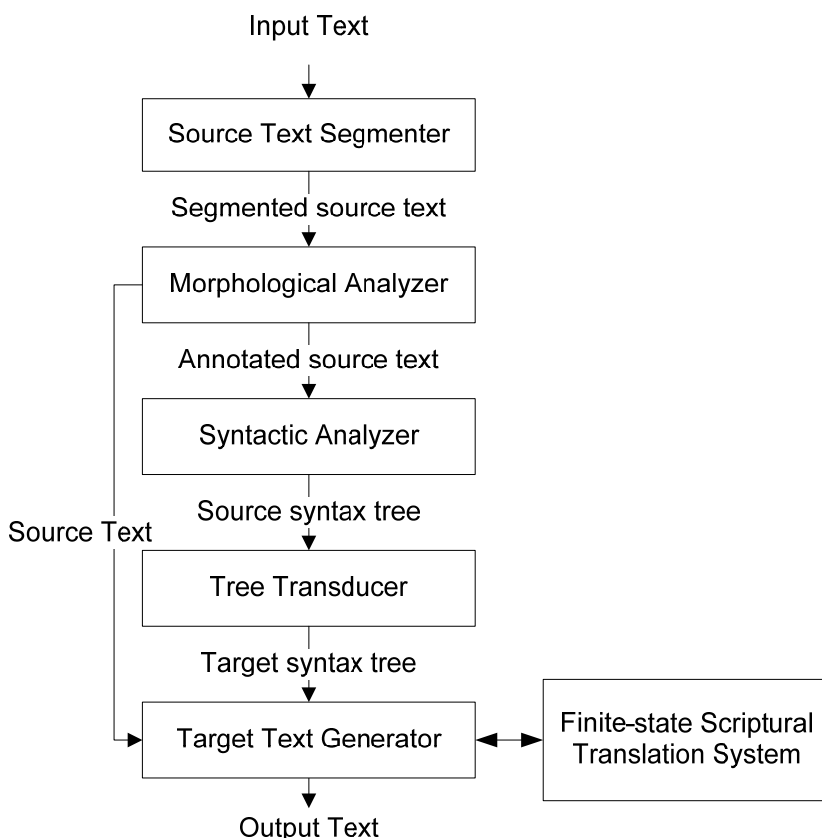 Input Text
Source Text Segmenter
Segmented source text
Morphological Analyzer
Annotated source text
Syntactic Analyzer
Source syntax tree
Source Text
Tree Transducer
Target syntax tree
Target Text Generator
Finite-state Scriptural
Translation System
Output Text